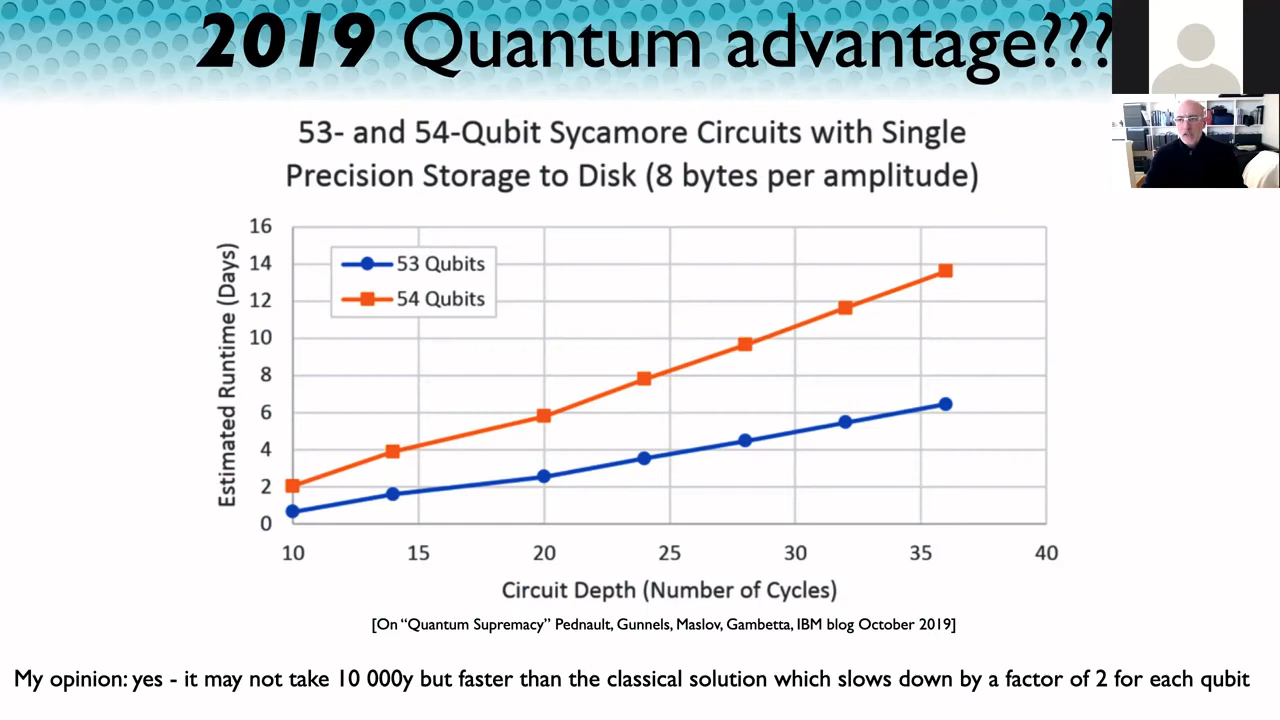 2019 Quantum advantage???
53- and 54-Qubit Sycamore Circuits with Single
Precision Storage to Disk (8 bytes per amplitude)
Estimated Runtime (Days)
16
14
12
10
8
6
4
2
0
53 Qubits
54 Qubits
10 15 20 25 30 35 40
Circuit Depth (Number of Cycles)
[On “Quantum Supremacy” Pednault, Gunnels, Maslov, Gambetta, IBM blog October 2019]
My opinion: yes - it may not take 10 000y but faster than the classical solution which slows down by a factor of 2 for each qubit